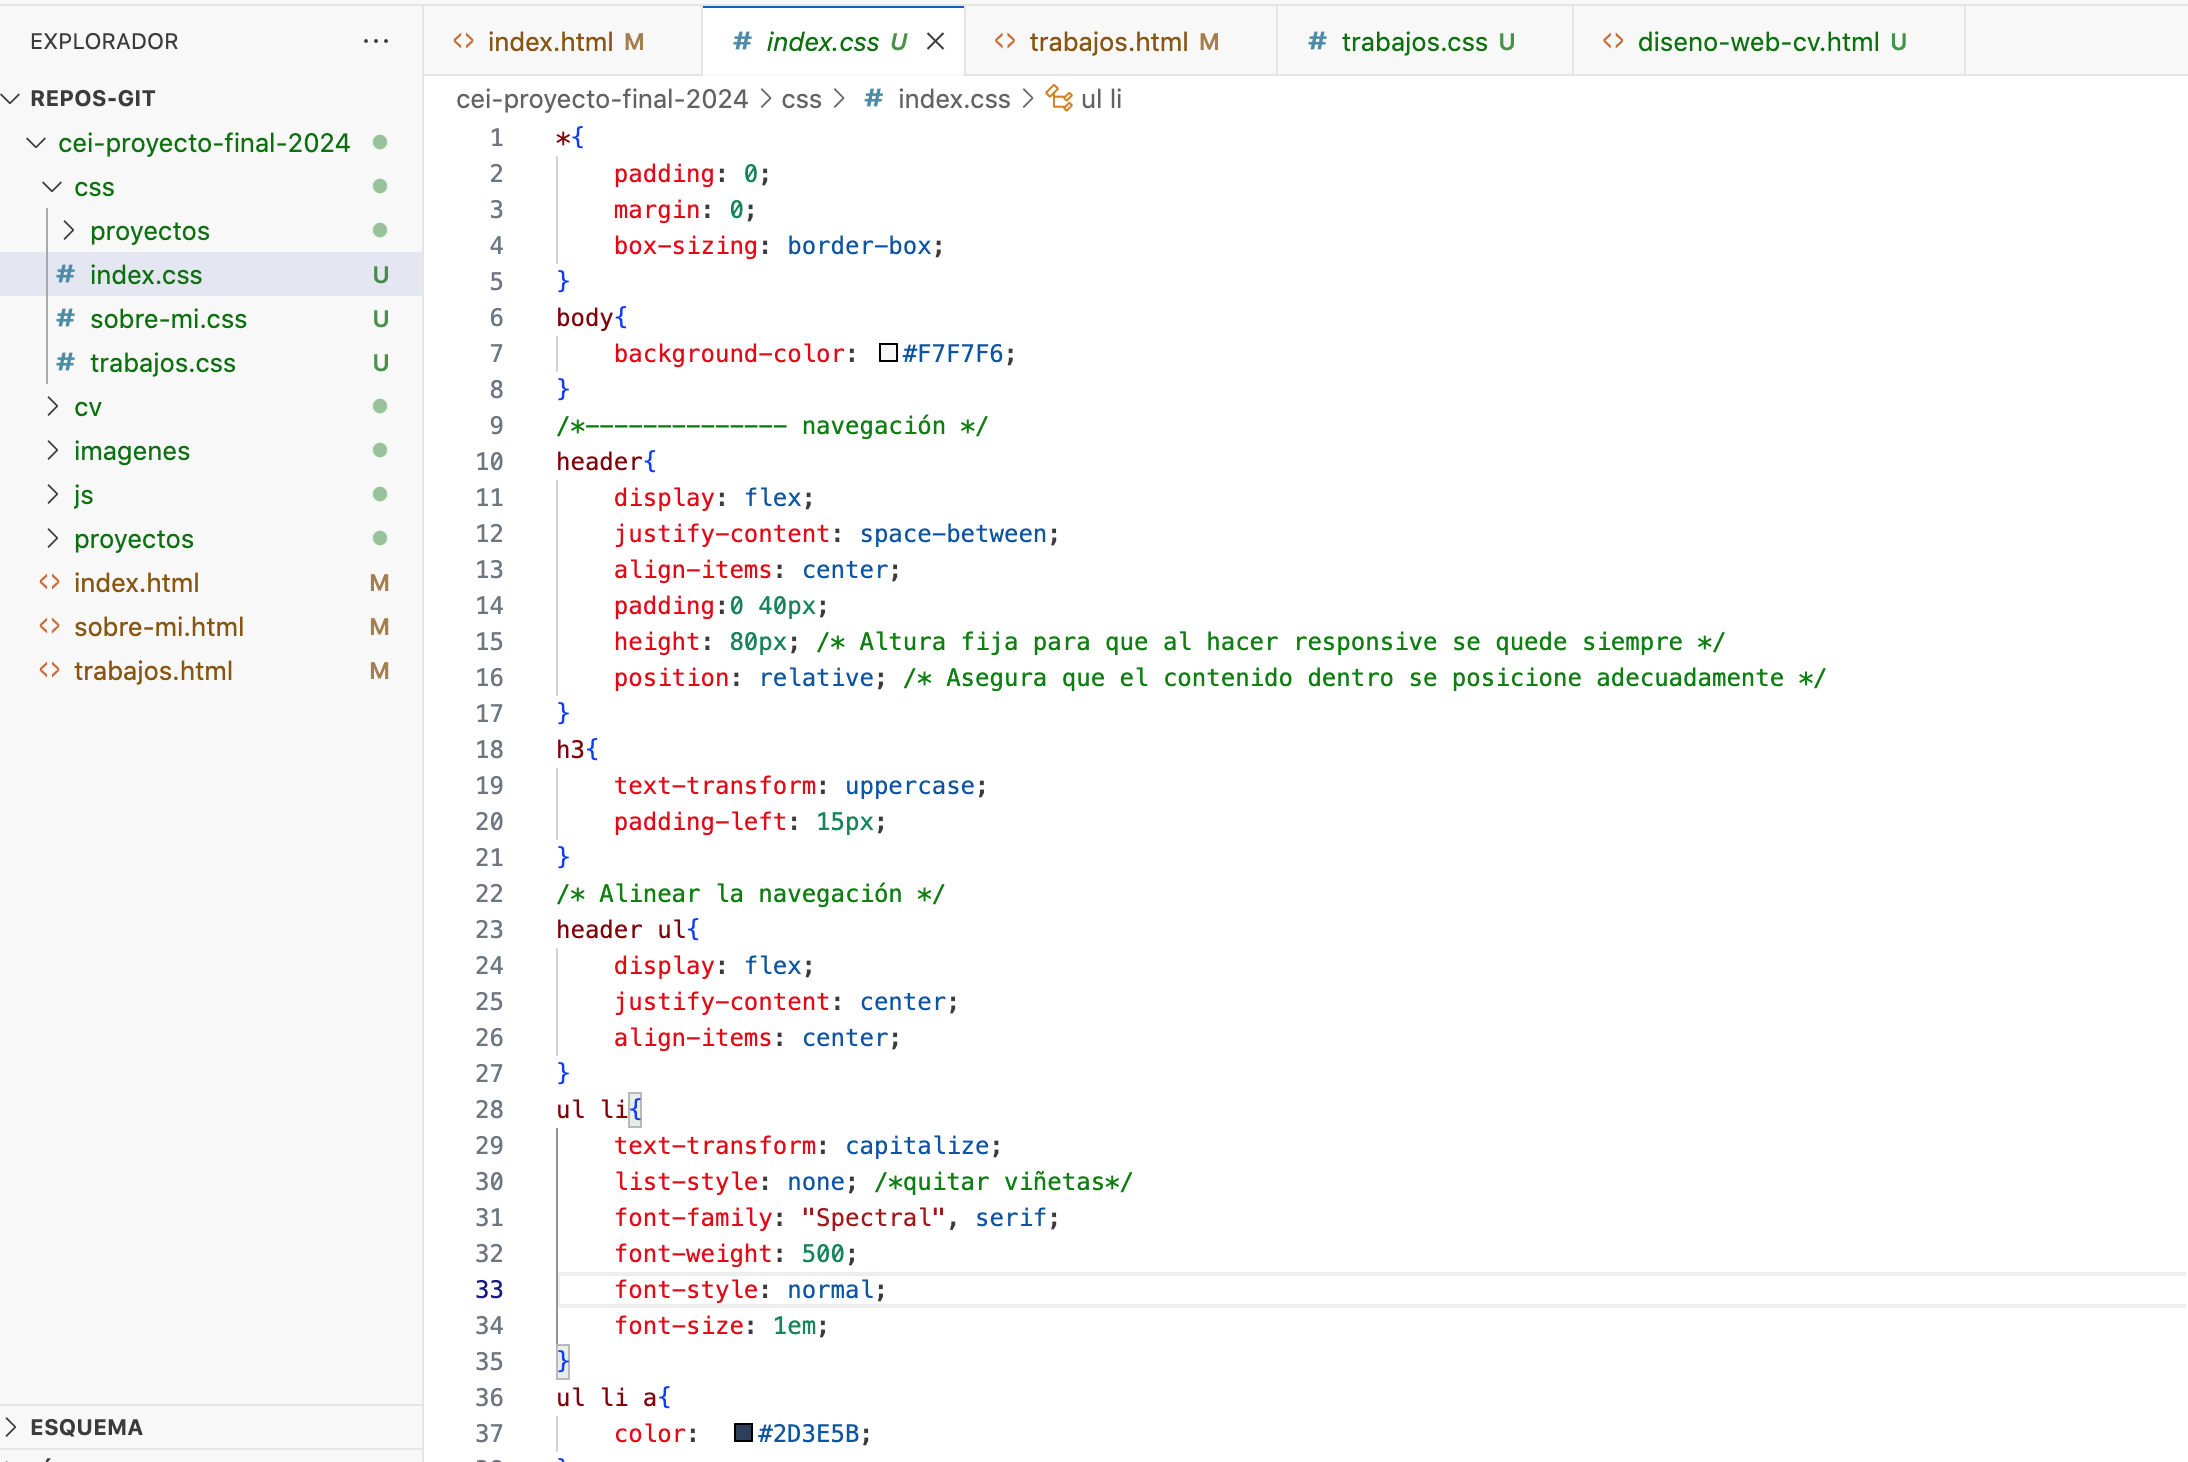 EXPLORADOR ...
REPOS-GIT
cei-proyecto-final-2024
css
proyectos
index.css U
sobre-mi.css U
trabajos.css U
cv
imagenes
js
proyectos
index.html M
sobre-mi.html M
trabajos.html M
ESQUEMA
index.html M
index.css U
trabajos.html M
trabajos.css U
diseno-web-cv.html U
cei-proyecto-final-2024 > css > # index.css > ul li
1 *{
2 padding: 0;
3 margin: 0;
4 box-sizing: border-box;
5 }
6 body{
7 background-color: #F7F7F6;
8 }
9 /*-------------- navegación */
10 header{
11 display: flex;
12 justify-content: space-between;
13 align-items: center;
14 padding:0 40px;
15 height: 80px; /* Altura fija para que al hacer responsive se quede siempre */
16 position: relative; /* Asegura que el contenido dentro se posicione adecuadamente */
17 }
18 h3{
19 text-transform: uppercase;
20 padding-left: 15px;
21 }
22 /* Alinear la navegación */
23 header ul{
24 display: flex;
25 justify-content: center;
26 align-items: center;
27 }
28 ul li{
29 text-transform: capitalize;
30 list-style: none; /*quitar viñetas*/
31 font-family: "Spectral", serif;
32 font-weight: 500;
33 font-style: normal;
34 font-size: 1em;
35 }
36 ul li a{
37 color: #2D3E5B;